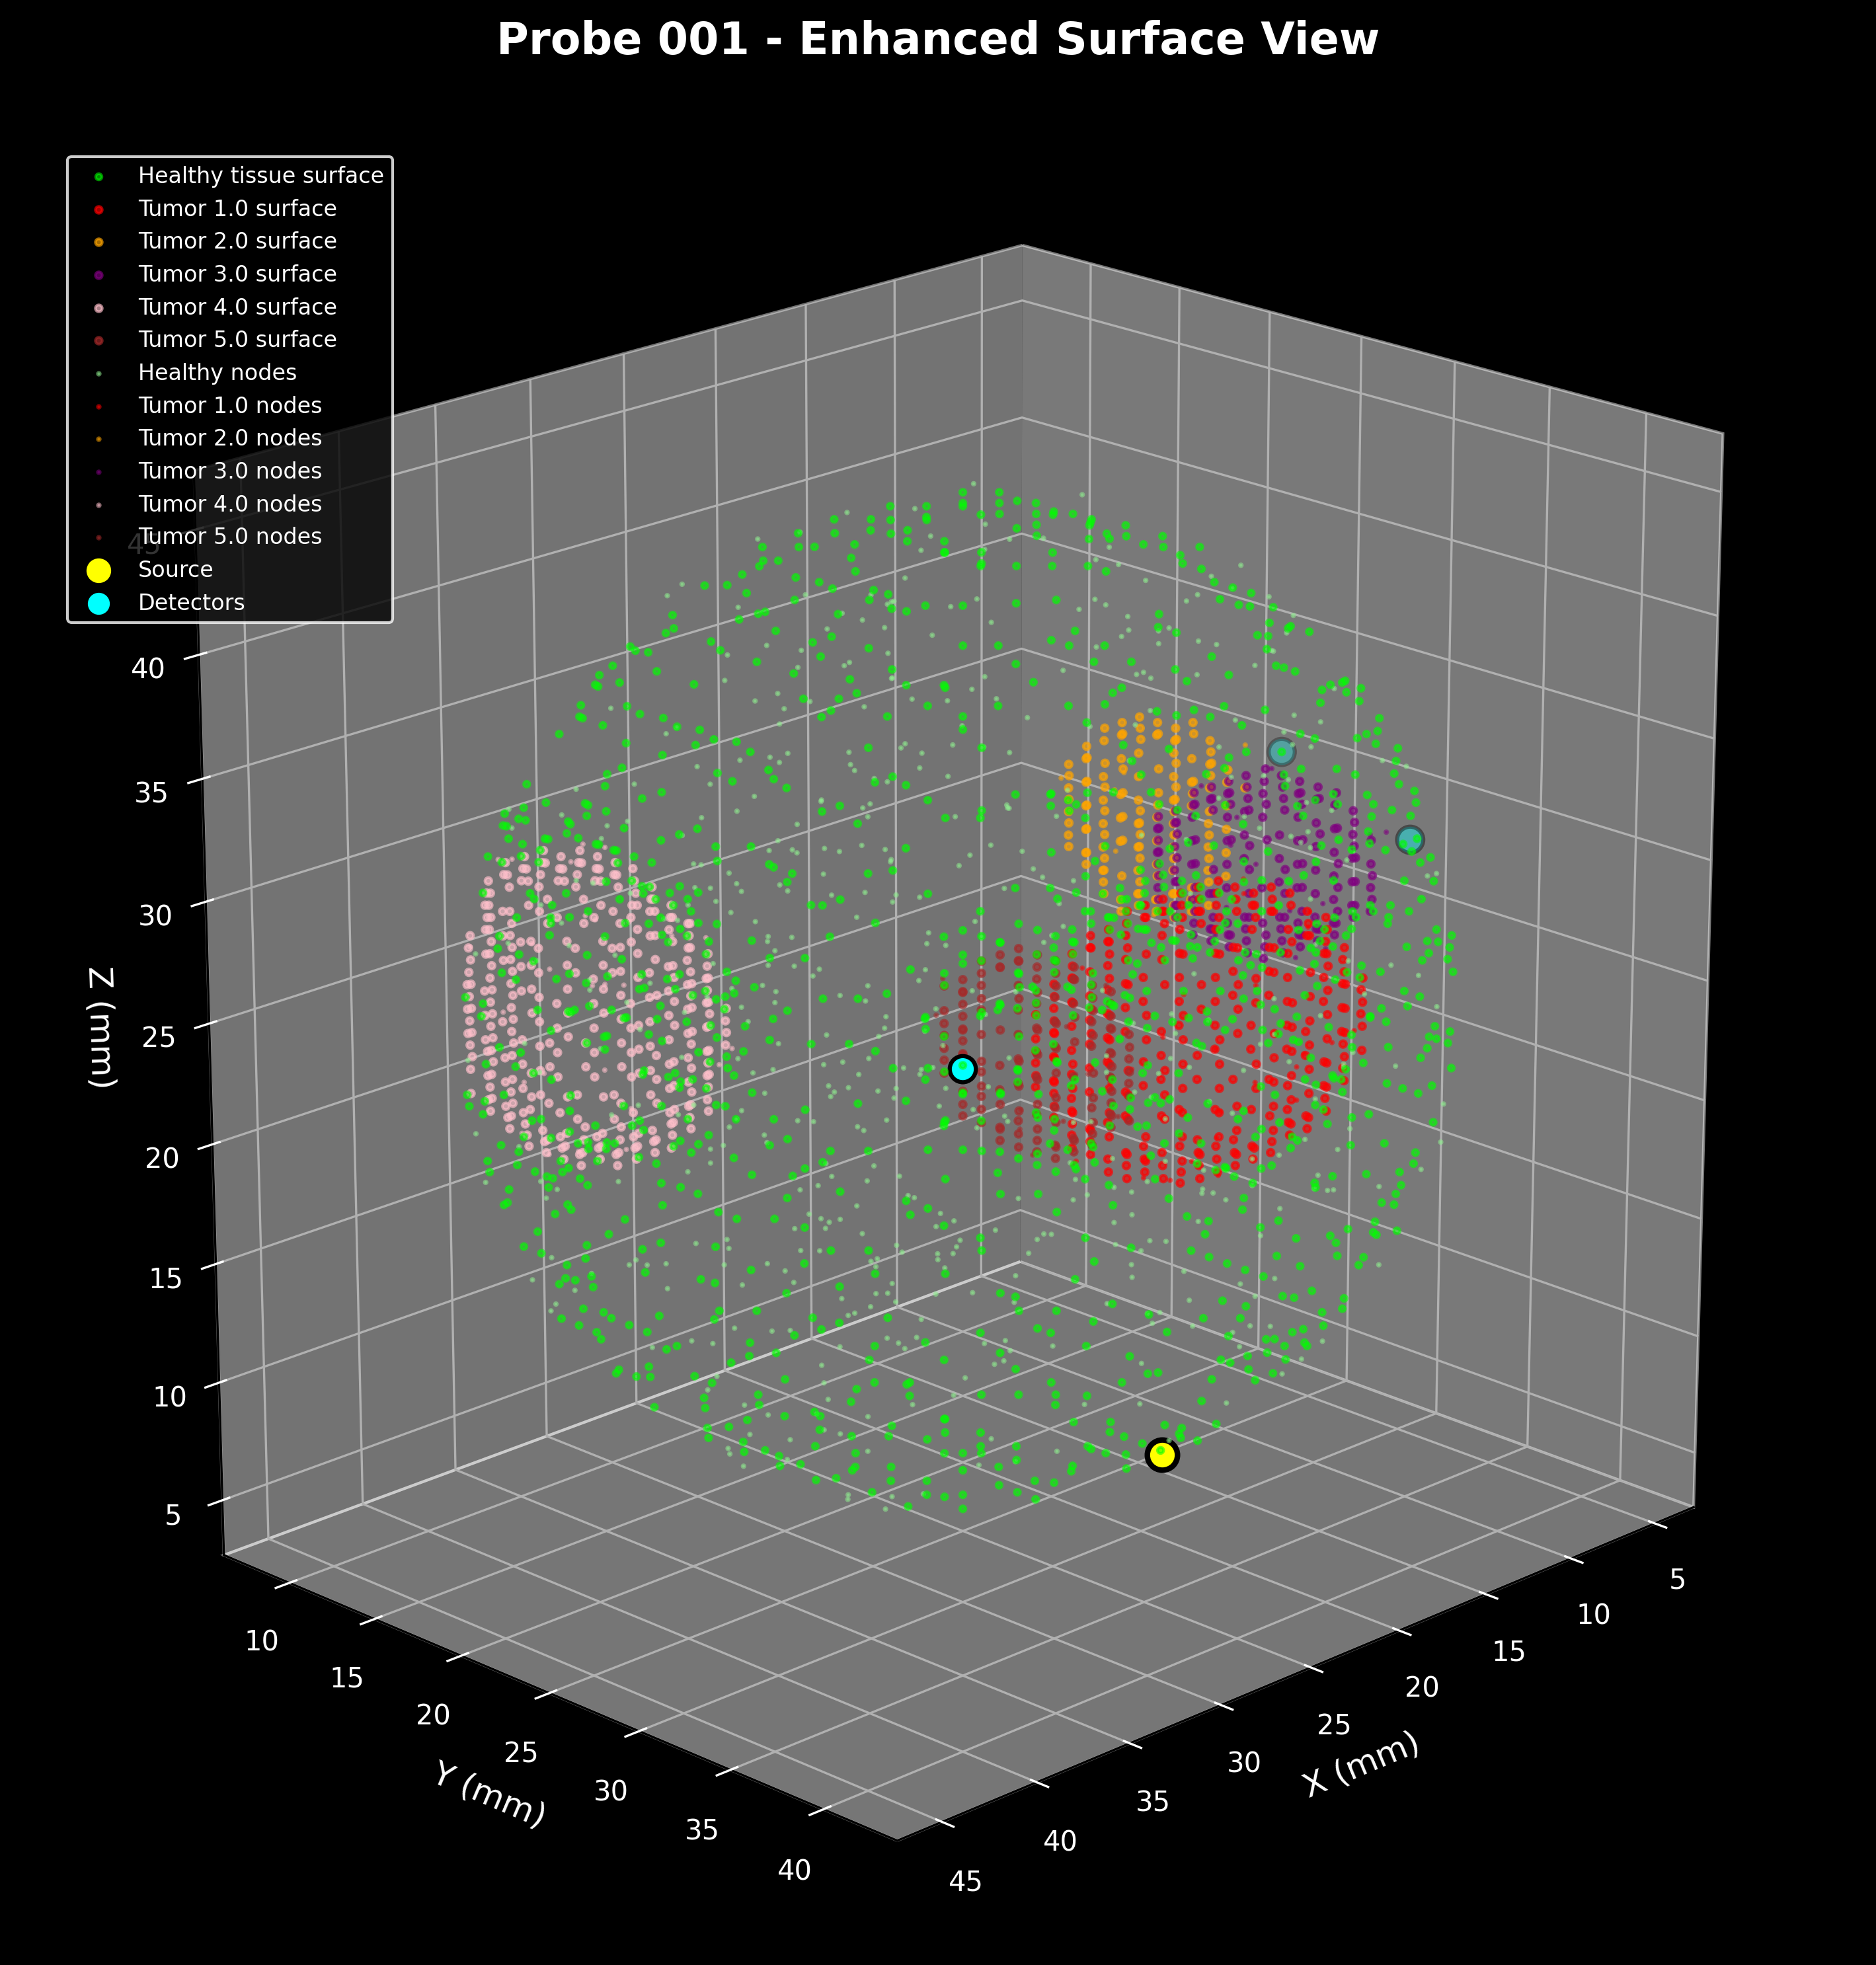 Probe 001 - Enhanced Surface View
Healthy tissue surface
Tumor 1.0 surface
Tumor 2.0 surface
Tumor 3.0 surface
Tumor 4.0 surface
Tumor 5.0 surface
Healthy nodes
Tumor 1.0 nodes
Tumor 2.0 nodes
Tumor 3.0 nodes
Tumor 4.0 nodes
Tumor 5.0 nodes
Source
Detectors
45
40
35
30
25
20
15
10
5
Z (mm)
10
15
20
25
30
35
40
Y (mm)
5
10
15
20
25
30
35
40
45
X (mm)